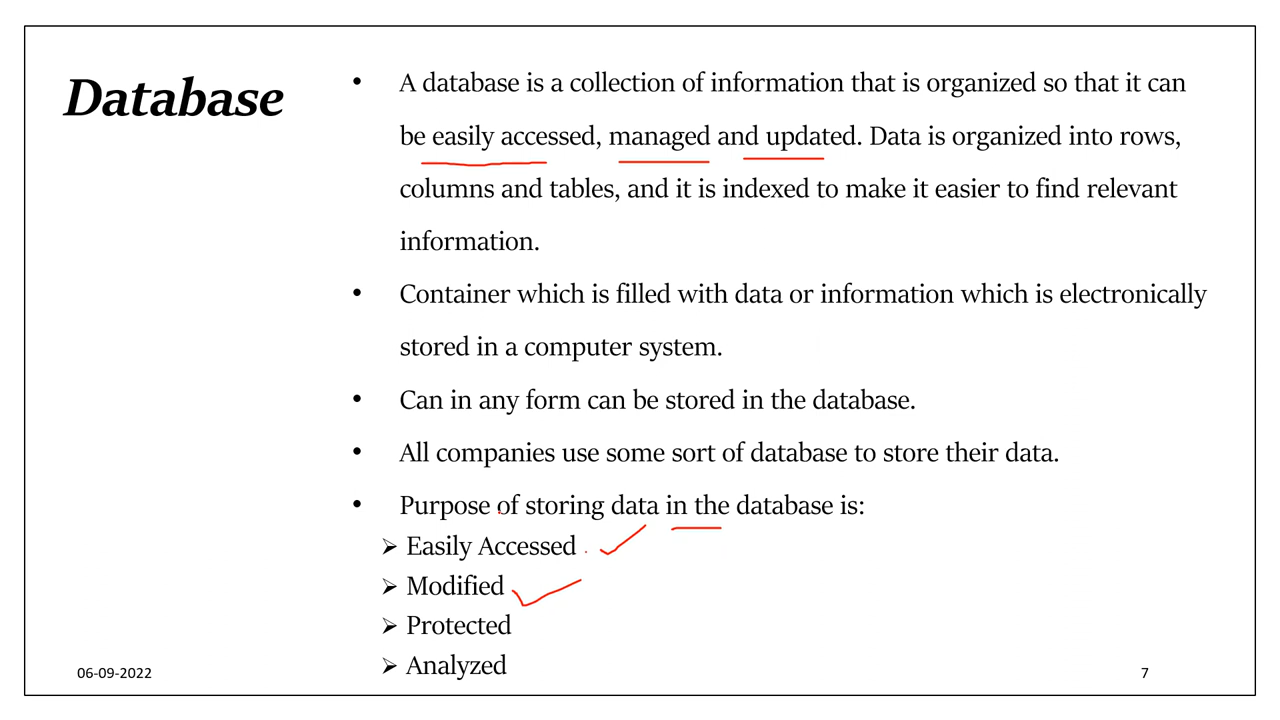 Database
• A database is a collection of information that is organized so that it can
be easily accessed, managed and updated. Data is organized into rows,
columns and tables, and it is indexed to make it easier to find relevant
information.
• Container which is filled with data or information which is electronically
stored in a computer system.
• Can in any form can be stored in the database.
• All companies use some sort of database to store their data.
• Purpose of storing data in the database is:
➢ Easily Accessed
➢ Modified
➢ Protected
➢ Analyzed
06-09-2022
7